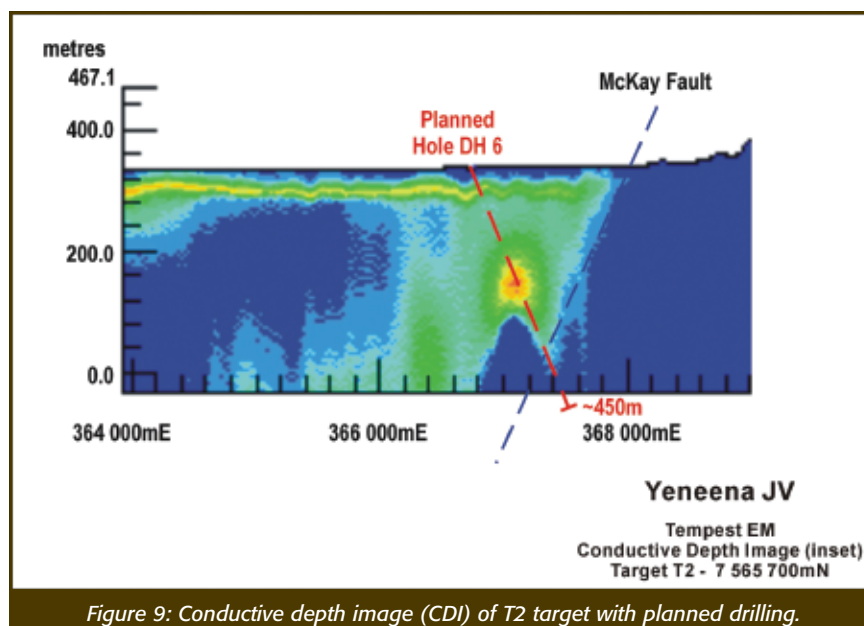 metres
467.1
400.0
200.0
0.0
McKay Fault
Planned
Hole DH 6
~450m
364 000mE
366 000mE
368 000mE
Yeneena JV
Tempest EM
Conductive Depth Image (inset)
Target T2 - 7 565 700mN
Figure 9: Conductive depth image (CDI) of T2 target with planned drilling.